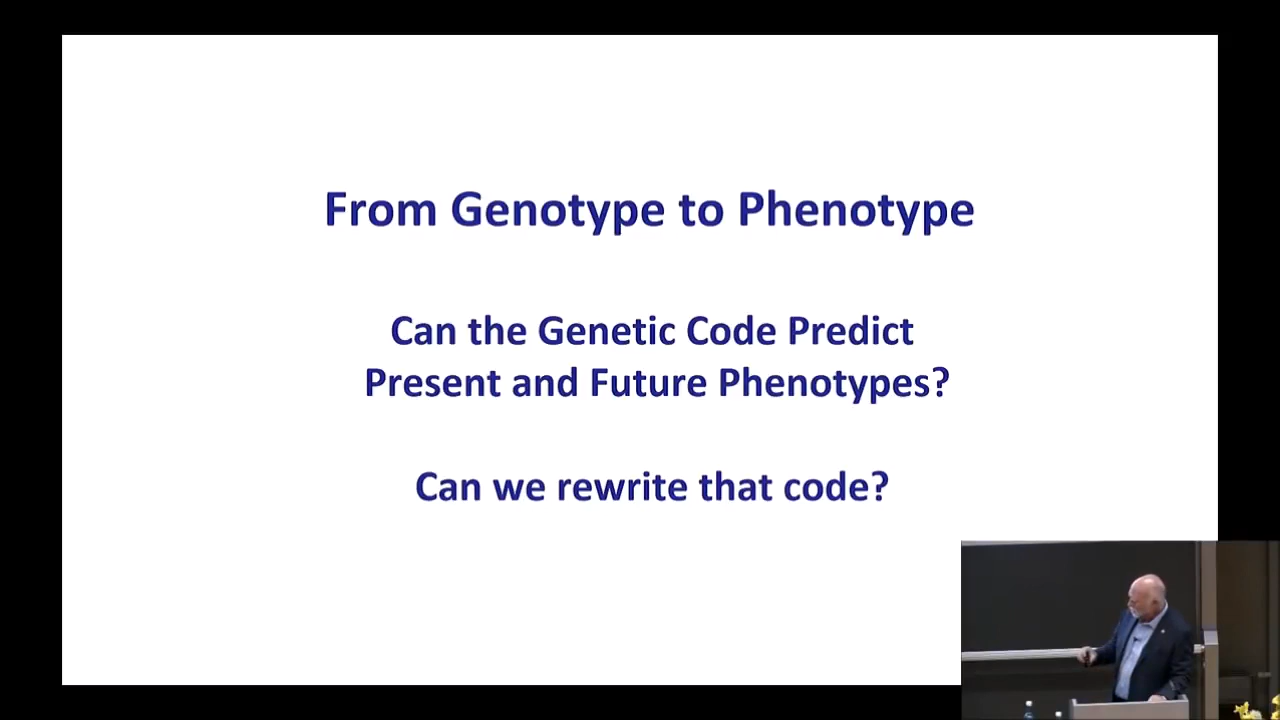 From Genotype to Phenotype
Can the Genetic Code Predict
Present and Future Phenotypes?
Can we rewrite that code?